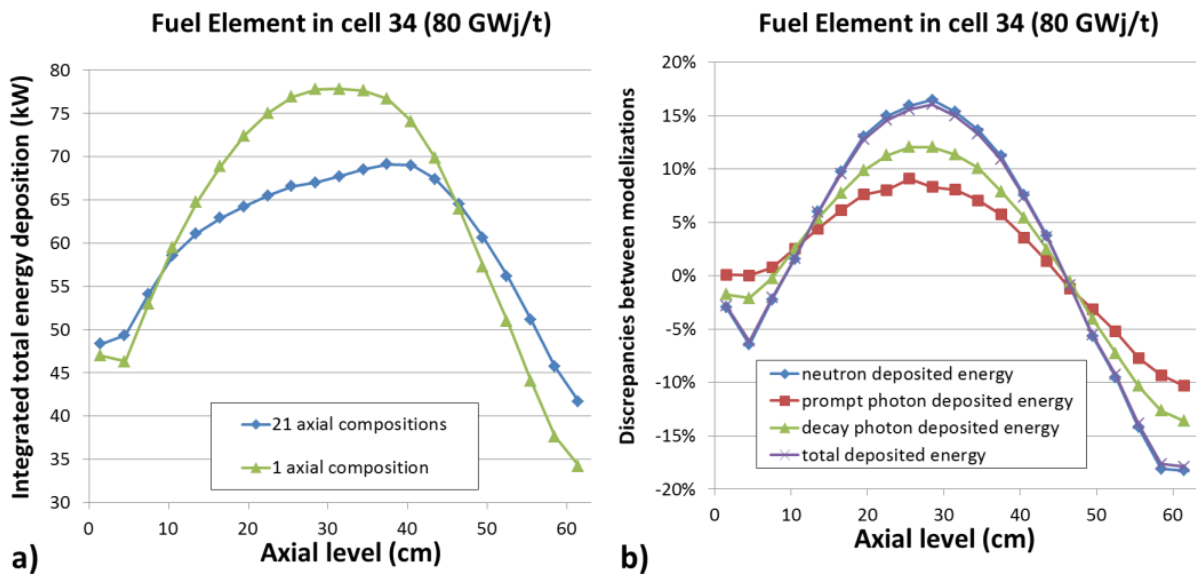 Fuel Element in cell 34 (80 GWj/t)
Integrated total energy deposition (kW)
80
75
70
65
60
55
50
45
40
35
30
21 axial compositions
1 axial composition
0 10 20 30 40 50 60
Axial level (cm)
a)
Fuel Element in cell 34 (80 GWj/t)
Discrepancies between modelizations
20%
15%
10%
5%
0%
-5%
-10%
-15%
-20%
neutron deposited energy
prompt photon deposited energy
decay photon deposited energy
total deposited energy
0 10 20 30 40 50 60
Axial level (cm)
b)